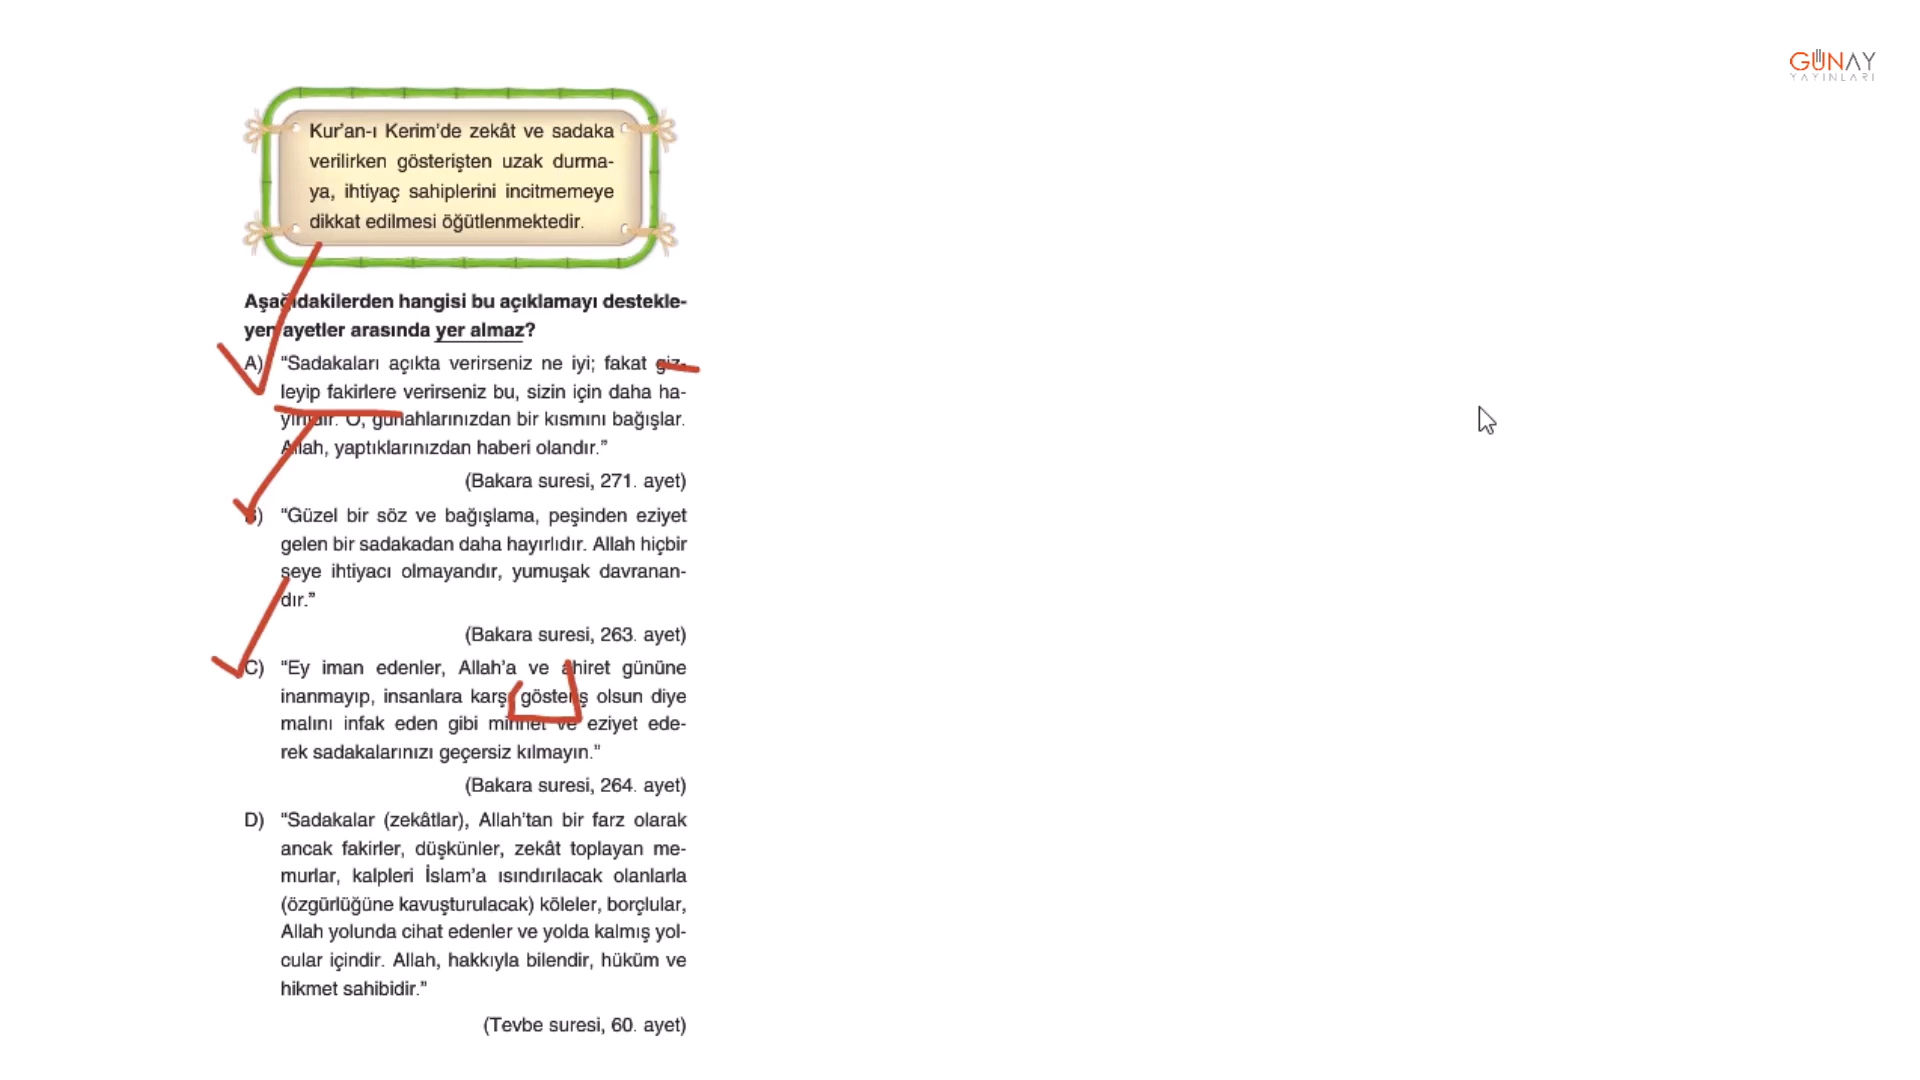 GÜNAY
YAYINLARI
Kur’an-ı Kerim’de zekât ve sadaka
verilirken gösterişten uzak durma-
ya, ihtiyaç sahiplerini incitmemeye
dikkat edilmesi öğütlenmektedir.
Aşağıdakilerden hangisi bu açıklamayı destekle-
yen ayetler arasında yer almaz?
A) “Sadakaları açıkta verirseniz ne iyi; fakat giz-
leyip fakirlere verirseniz bu, sizin için daha ha-
yırlıdır. O, günahlarınızdan bir kısmını bağışlar.
Allah, yaptıklarınızdan haberi olandır.”
(Bakara suresi, 271. ayet)
B) “Güzel bir söz ve bağışlama, peşinden eziyet
gelen bir sadakadan daha hayırlıdır. Allah hiçbir
şeye ihtiyacı olmayandır, yumuşak davranan-
dır.”
(Bakara suresi, 263. ayet)
C) “Ey iman edenler, Allah’a ve ahiret gününe
inanmayıp, insanlara karşı gösteriş olsun diye
malını infak eden gibi minnet ve eziyet ede-
rek sadakalarınızı geçersiz kılmayın.”
(Bakara suresi, 264. ayet)
D) “Sadakalar (zekâtlar), Allah’tan bir farz olarak
ancak fakirler, düşkünler, zekât toplayan me-
murlar, kalpleri İslam’a ısındırılacak olanlarla
(özgürlüğüne kavuşturulacak) köleler, borçlular,
Allah yolunda cihat edenler ve yolda kalmış yol-
cular içindir. Allah, hakkıyla bilendir, hüküm ve
hikmet sahibidir.”
(Tevbe suresi, 60. ayet)